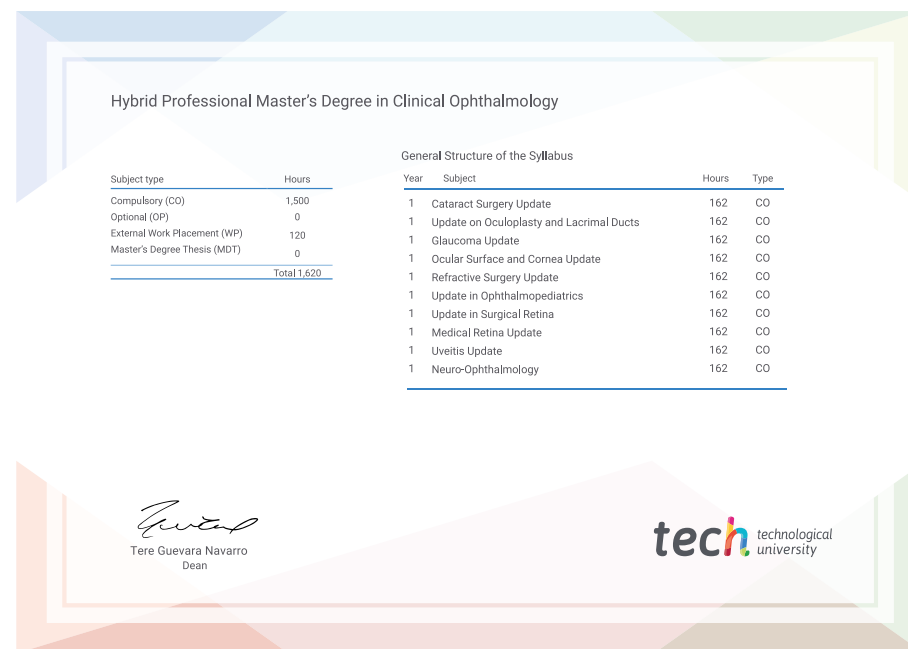 Hybrid Professional Master's Degree in Clinical Ophthalmology
General Structure of the Syllabus
Subject type Hours
Compulsory (CO) 1,500
Optional (OP) 0
External Work Placement (WP) 120
Master's Degree Thesis (MDT) 0
Total 1,620
Year Subject Hours Type
1 Cataract Surgery Update 162 CO
1 Update on Oculoplasty and Lacrimal Ducts 162 CO
1 Glaucoma Update 162 CO
1 Ocular Surface and Cornea Update 162 CO
1 Refractive Surgery Update 162 CO
1 Update in Ophthalmopediatrics 162 CO
1 Update in Surgical Retina 162 CO
1 Medical Retina Update 162 CO
1 Uveitis Update 162 CO
1 Neuro-Ophthalmology 162 CO
Tere Guevara Navarro
Dean
tech technological
university